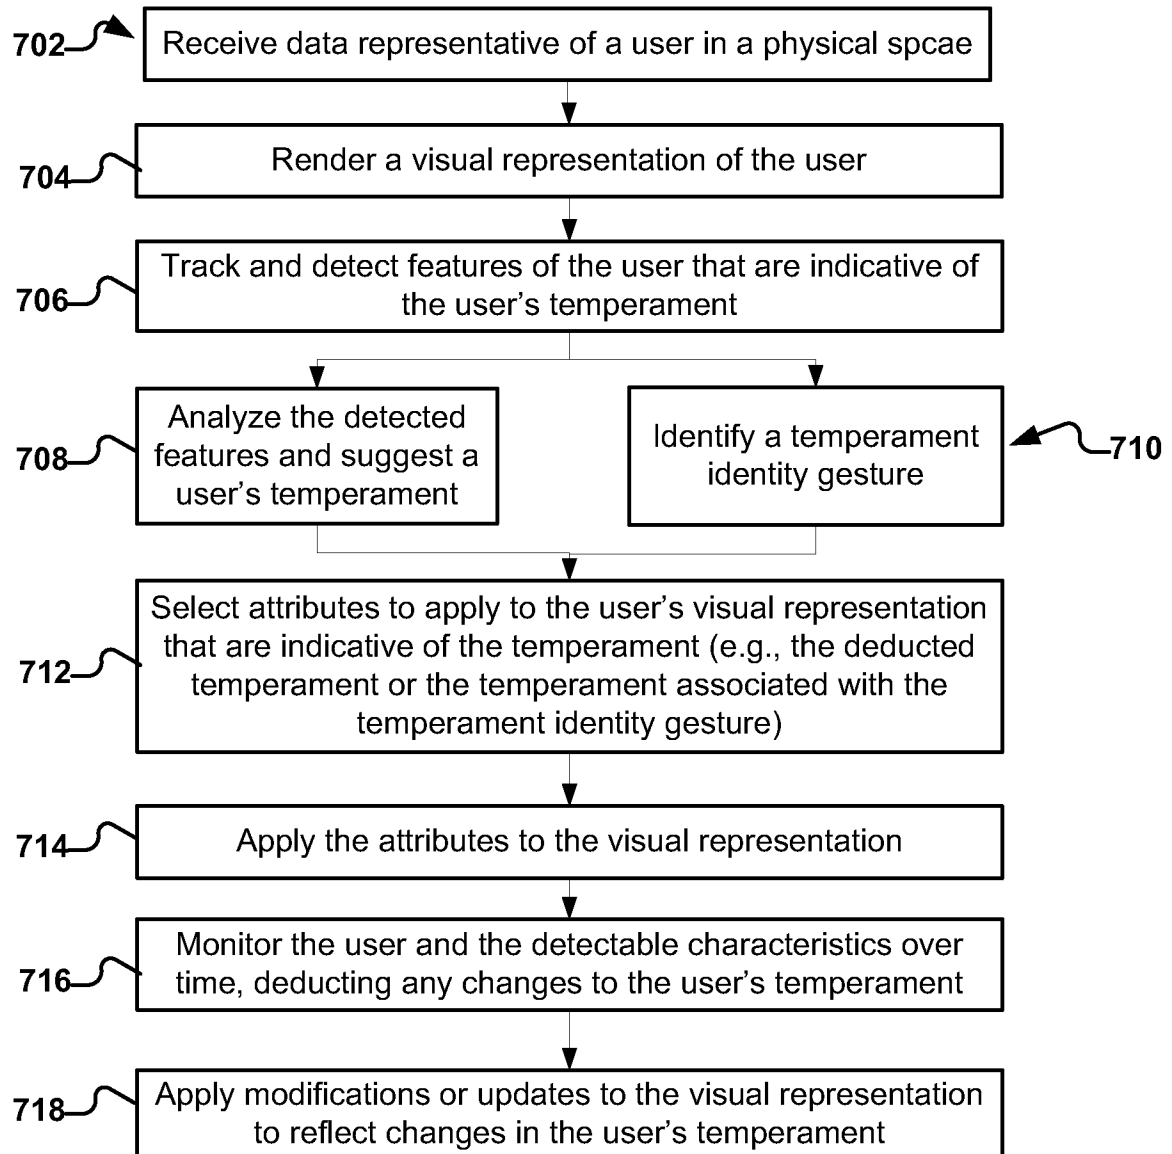 702
Receive data representative of a user in a physical spcae
704
Render a visual representation of the user
706
Track and detect features of the user that are indicative of
the user's temperament
708
Analyze the detected
features and suggest a
user's temperament
Identify a temperament
identity gesture
710
712
Select attributes to apply to the user's visual representation
that are indicative of the temperament (e.g., the deducted
temperament or the temperament associated with the
temperament identity gesture)
714
Apply the attributes to the visual representation
716
Monitor the user and the detectable characteristics over
time, deducting any changes to the user's temperament
718
Apply modifications or updates to the visual representation
to reflect changes in the user's temperament